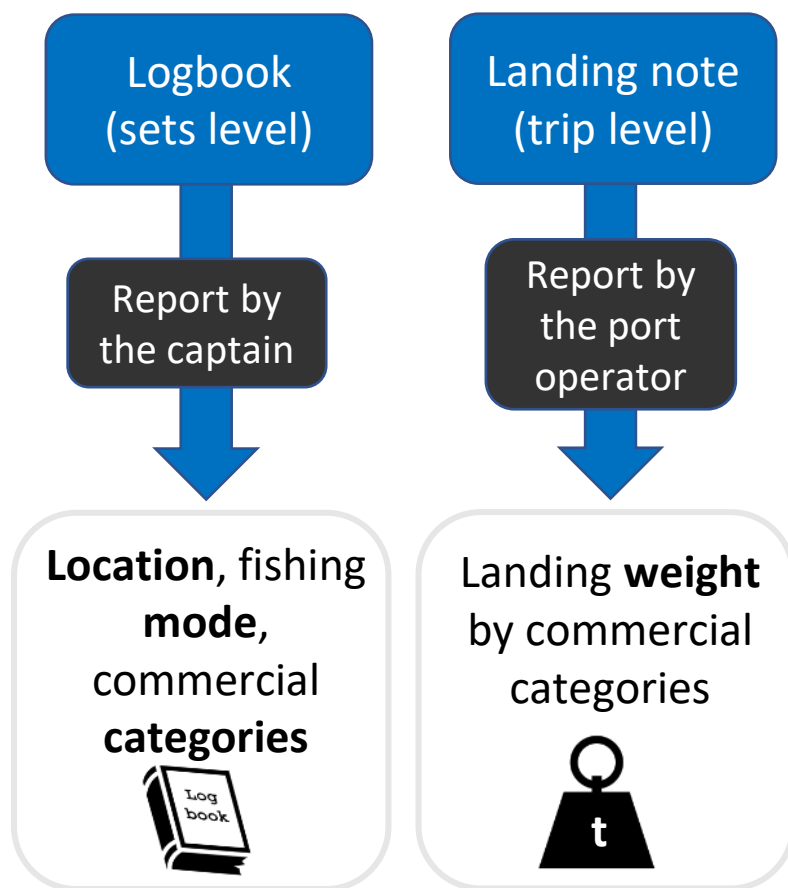 Logbook
(sets level)
Report by
the captain
Location, fishing
mode,
commercial
categories
Log
book
Landing note
(trip level)
Report by
the port
operator
Landing weight
by commercial
categories
t